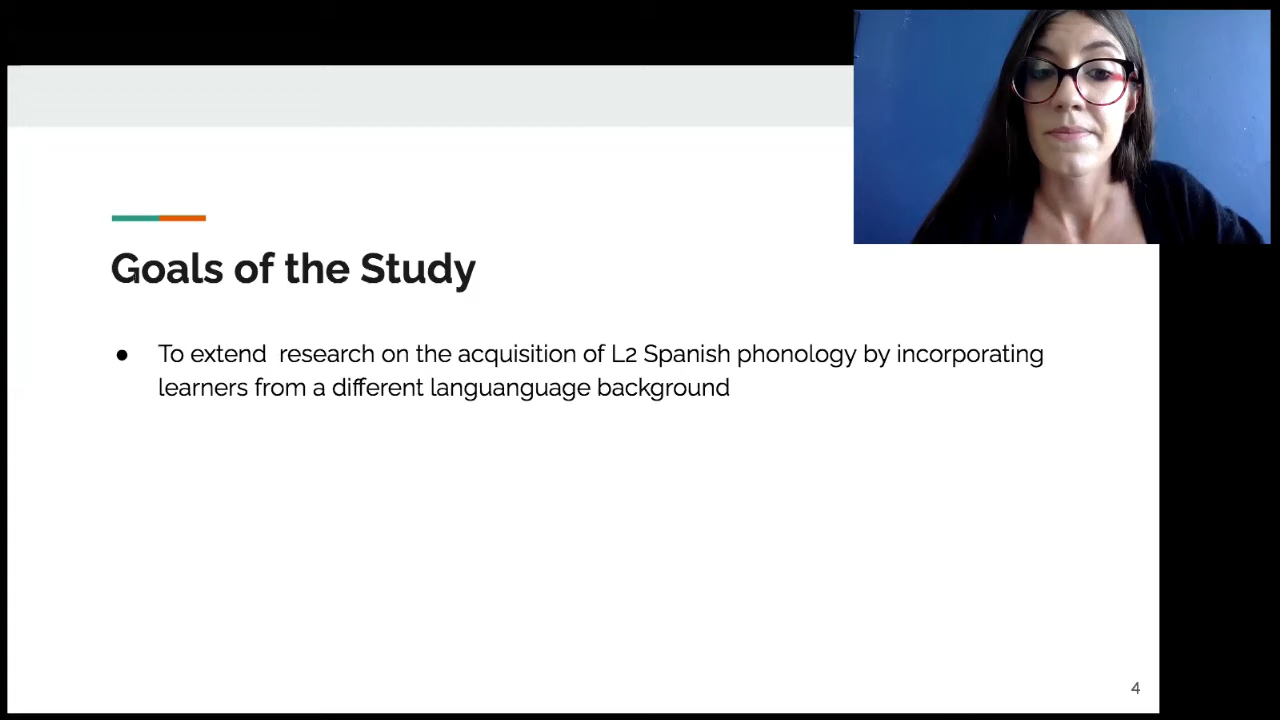 Goals of the Study
● To extend  research on the acquisition of L2 Spanish phonology by incorporating
learners from a different languanguage background
4